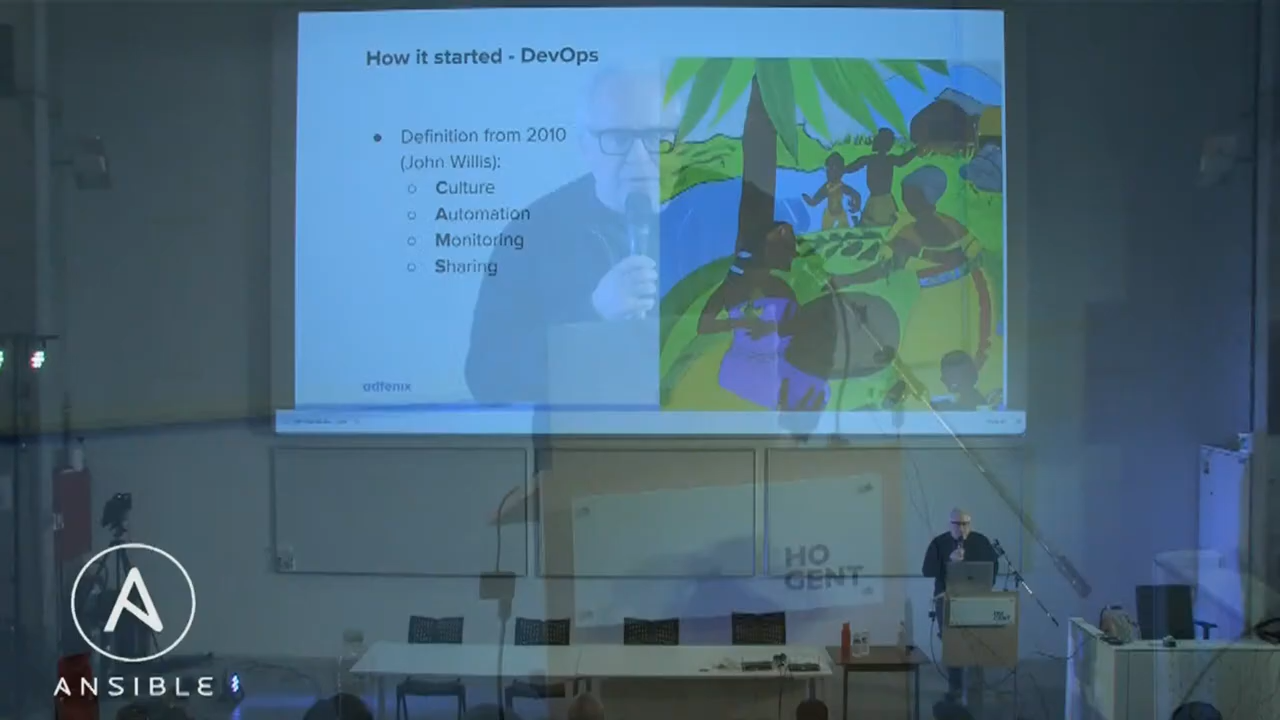 How it started - DevOps
Definition from 2010
(John Willis):
Culture
Automation
Monitoring
Sharing
adfenix
HO
GENT
ANSIBLE